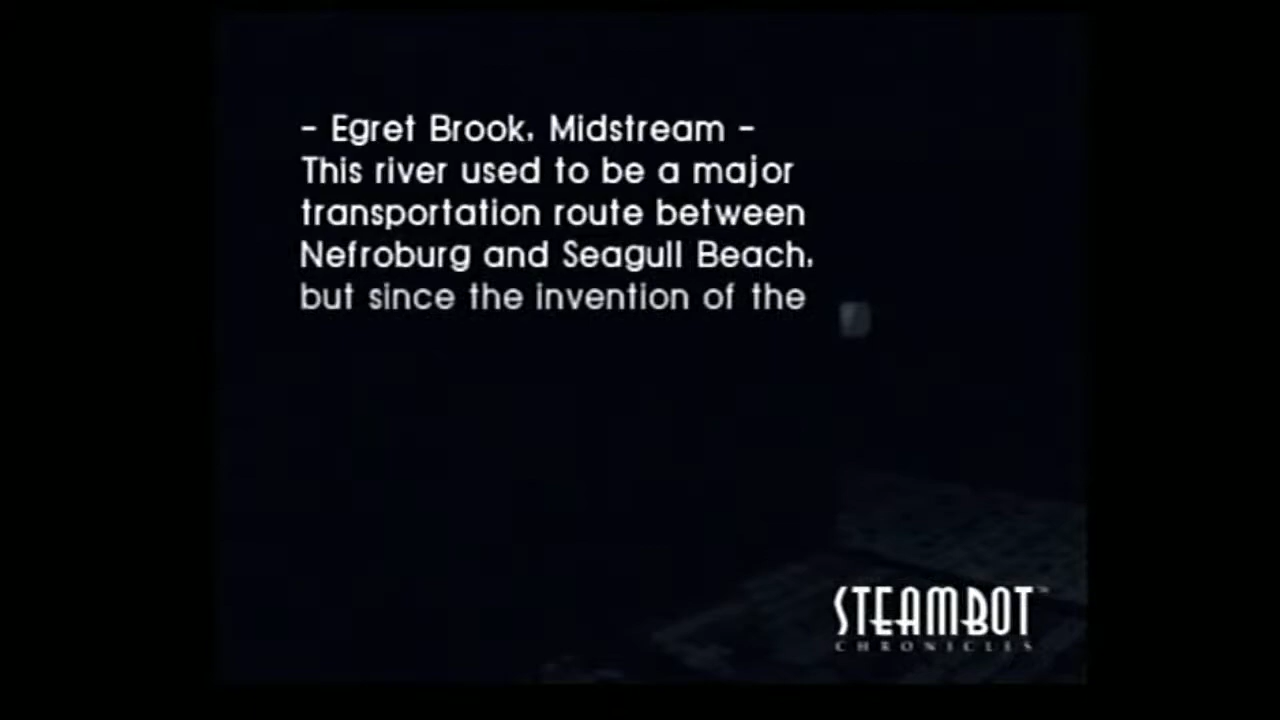 - Egret Brook, Midstream -
This river used to be a major
transportation route between
Nefroburg and Seagull Beach,
but since the invention of the
STEAMBOT™
CHRONICLES